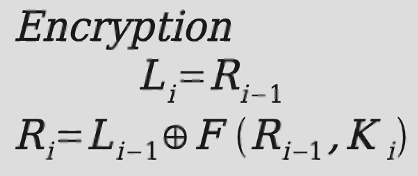 Encryption
L_i=R_{i−1}
R_i=L_{i−1}⊕F(R_{i−1},K_i)